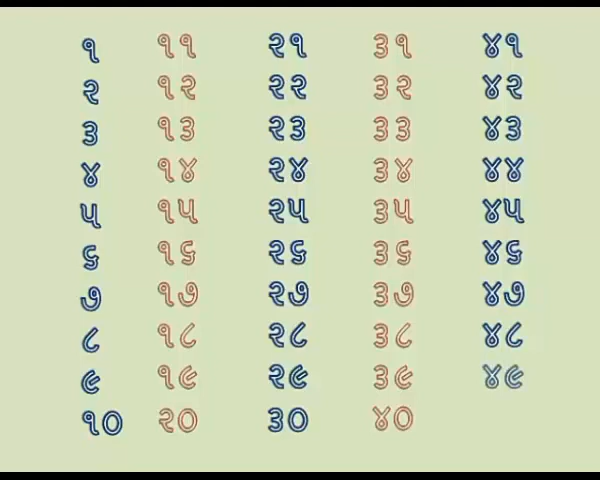 ૧ ૧૧ ૨૧ ૩૧ ૪૧
૨ ૧૨ ૨૨ ૩૨ ૪૨
૩ ૧૩ ૨૩ ૩૩ ૪૩
૪ ૧૪ ૨૪ ૩૪ ૪૪
૫ ૧૫ ૨૫ ૩૫ ૪૫
૬ ૧૬ ૨૬ ૩૬ ૪૬
૭ ૧૭ ૨૭ ૩૭ ૪૭
૮ ૧૮ ૨૮ ૩૮ ૪૮
૯ ૧૯ ૨૯ ૩૯ ૪૯
૧૦ ૨૦ ૩૦ ૪૦